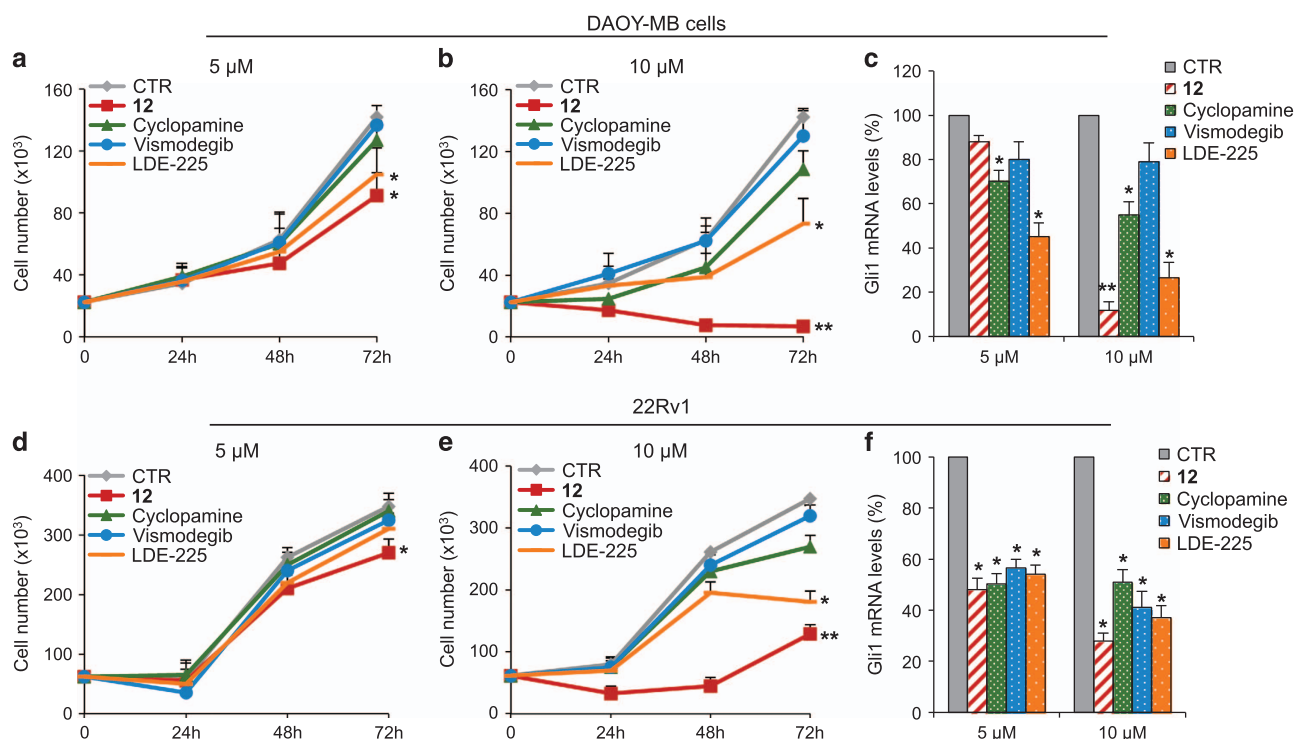 DAOY-MB cells
a
5 µM
CTR
12
Cyclopamine
Vismodegib
LDE-225
Cell number (x10³)
160
120
80
40
0
0 24h 48h 72h
*
*
b
10 µM
CTR
12
Cyclopamine
Vismodegib
LDE-225
Cell number (x10³)
160
120
80
40
0
0 24h 48h 72h
*
**
c
CTR
12
Cyclopamine
Vismodegib
LDE-225
Gli1 mRNA levels (%)
120
100
80
60
40
20
0
* * ** * *
5 µM 10 µM
22Rv1
d
5 µM
CTR
12
Cyclopamine
Vismodegib
LDE-225
Cell number (x10³)
400
300
200
100
0
0 24h 48h 72h
*
e
10 µM
CTR
12
Cyclopamine
Vismodegib
LDE-225
Cell number (x10³)
400
300
200
100
0
0 24h 48h 72h
*
**
f
CTR
12
Cyclopamine
Vismodegib
LDE-225
Gli1 mRNA levels (%)
100
80
60
40
20
0
* * * * * * * *
5 µM 10 µM